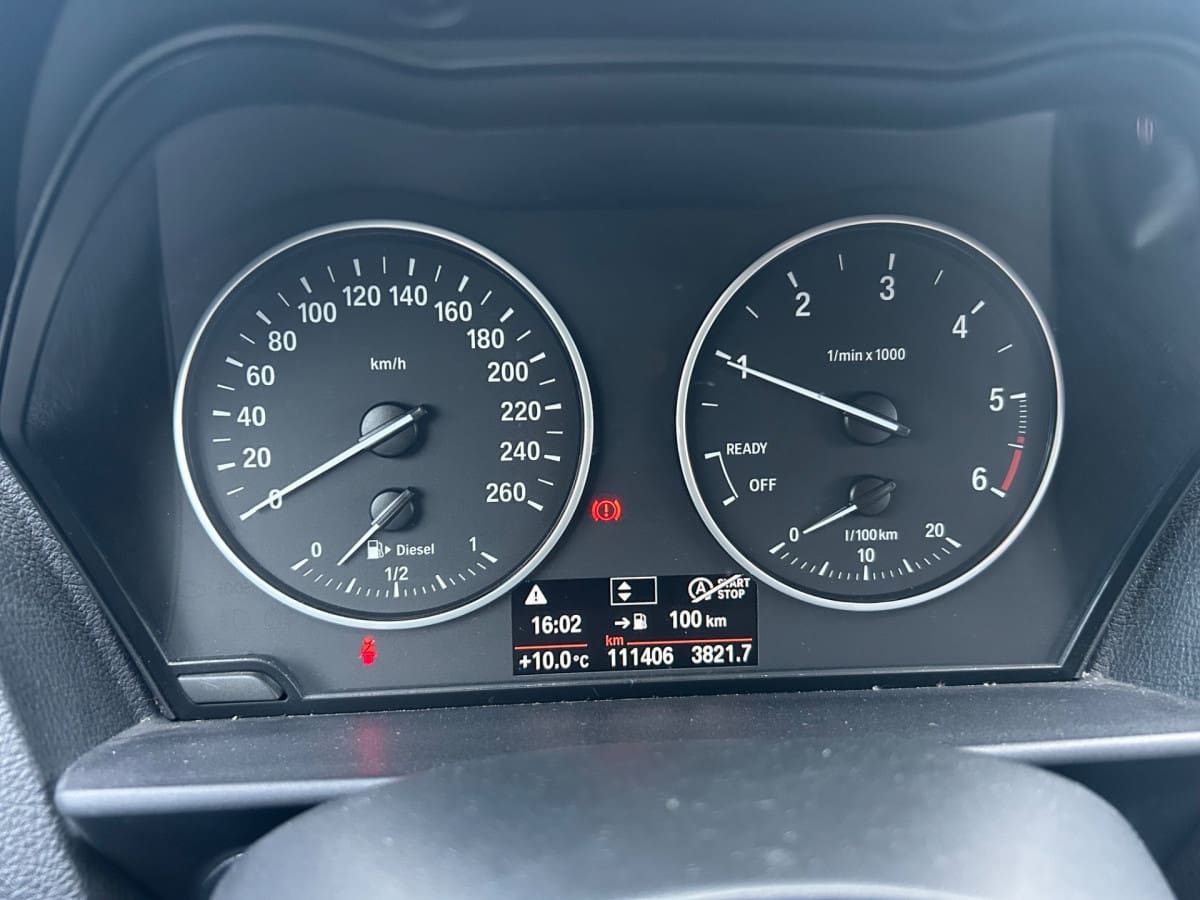 0
20
40
60
80
100
120
140
160
180
200
220
240
260
km/h
0
1/2
1
Diesel
1
2
3
4
5
6
1/min x 1000
READY
OFF
0
10
20
l/100km
A START
STOP
16:02
100 km
km
+10.0°C
111406
3821.7